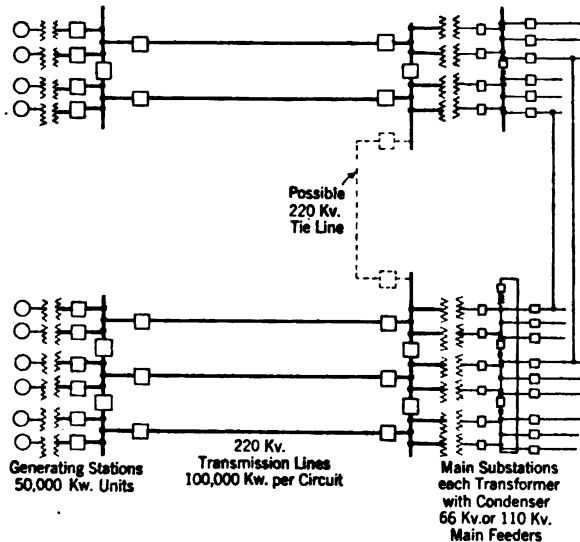 Possible
220 Kv.
Tie Line
Generating Stations
50,000 Kw. Units
220 Kv.
Transmission Lines
100,000 Kw. per Circuit
Main Substations
each Transformer
with Condenser
66 Kv.or 110 Kv.
Main Feeders